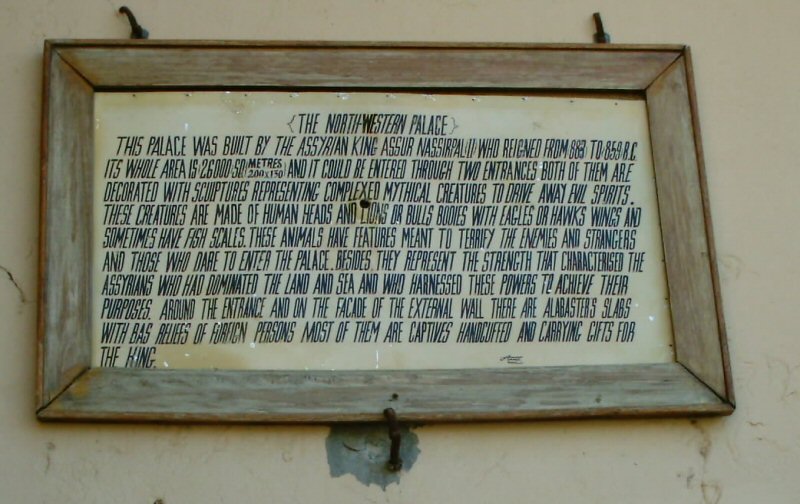 {THE NORTH-WESTERN PALACE}
THIS PALACE WAS BUILT BY THE ASSYRIAN KING ASSUR NASSIRPAL-II WHO REIGNED FROM 883 TO 859 B.C.
ITS WHOLE AREA IS 26000 SQ METRES 200X130 AND IT COULD BE ENTERED THROUGH TWO ENTRANCES BOTH OF THEM ARE
DECORATED WITH SCULPTURES REPRESENTING COMPLEXED MYTHICAL CREATURES TO DRIVE AWAY EVIL SPIRITS.
THESE CREATURES ARE MADE OF HUMAN HEADS AND LIONS OR BULLS BODIES WITH EAGLES OR HAWKS WINGS AND
SOMETIMES HAVE FISH SCALES. THESE ANIMALS HAVE FEATURES MEANT TO TERRIFY THE ENEMIES AND STRANGERS
AND THOSE WHO DARE TO ENTER THE PALACE. BESIDES THEY REPRESENT THE STRENGTH THAT CHARACTERISED THE
ASSYRIANS WHO HAD DOMINATED THE LAND AND SEA AND WHO HARNESSED THESE POWERS TO ACHIEVE THEIR
PURPOSES. AROUND THE ENTRANCE AND ON THE FACADE OF THE EXTERNAL WALL THERE ARE ALABASTERS SLABS
WITH BAS RELIEFS OF FOREIGN PERSONS MOST OF THEM ARE CAPTIVES HANDCUFFED AND CARRYING GIFTS FOR
THE KING.